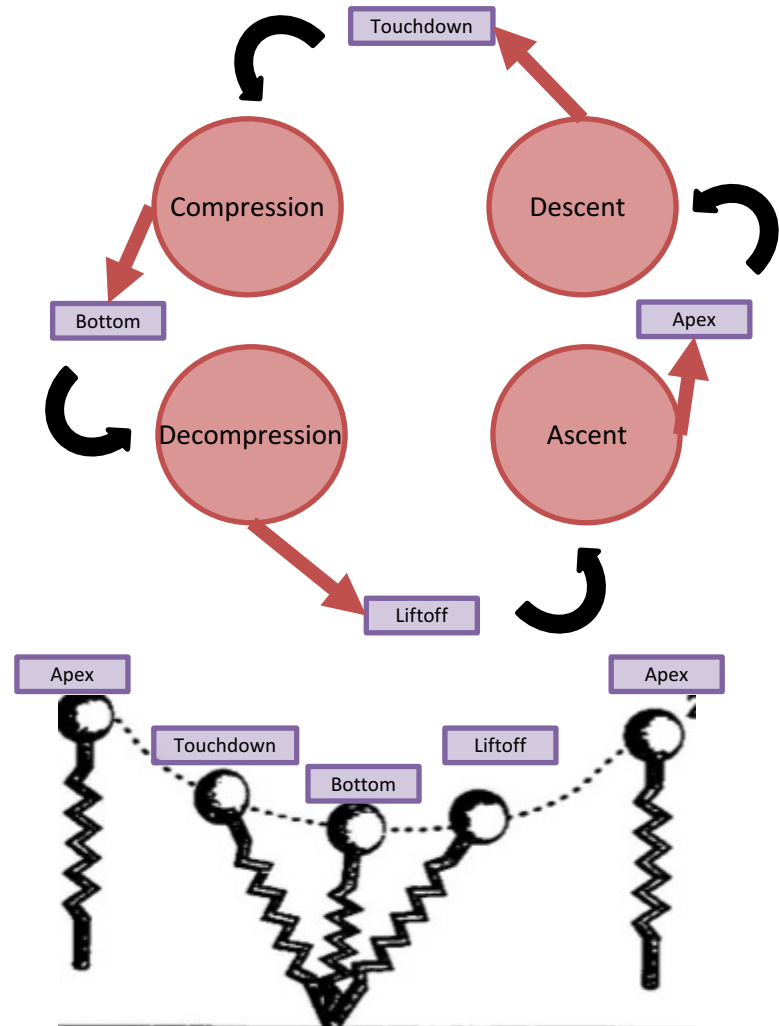 Touchdown
Compression
Descent
Bottom
Apex
Decompression
Ascent
Liftoff
Apex
Apex
Touchdown
Liftoff
Bottom